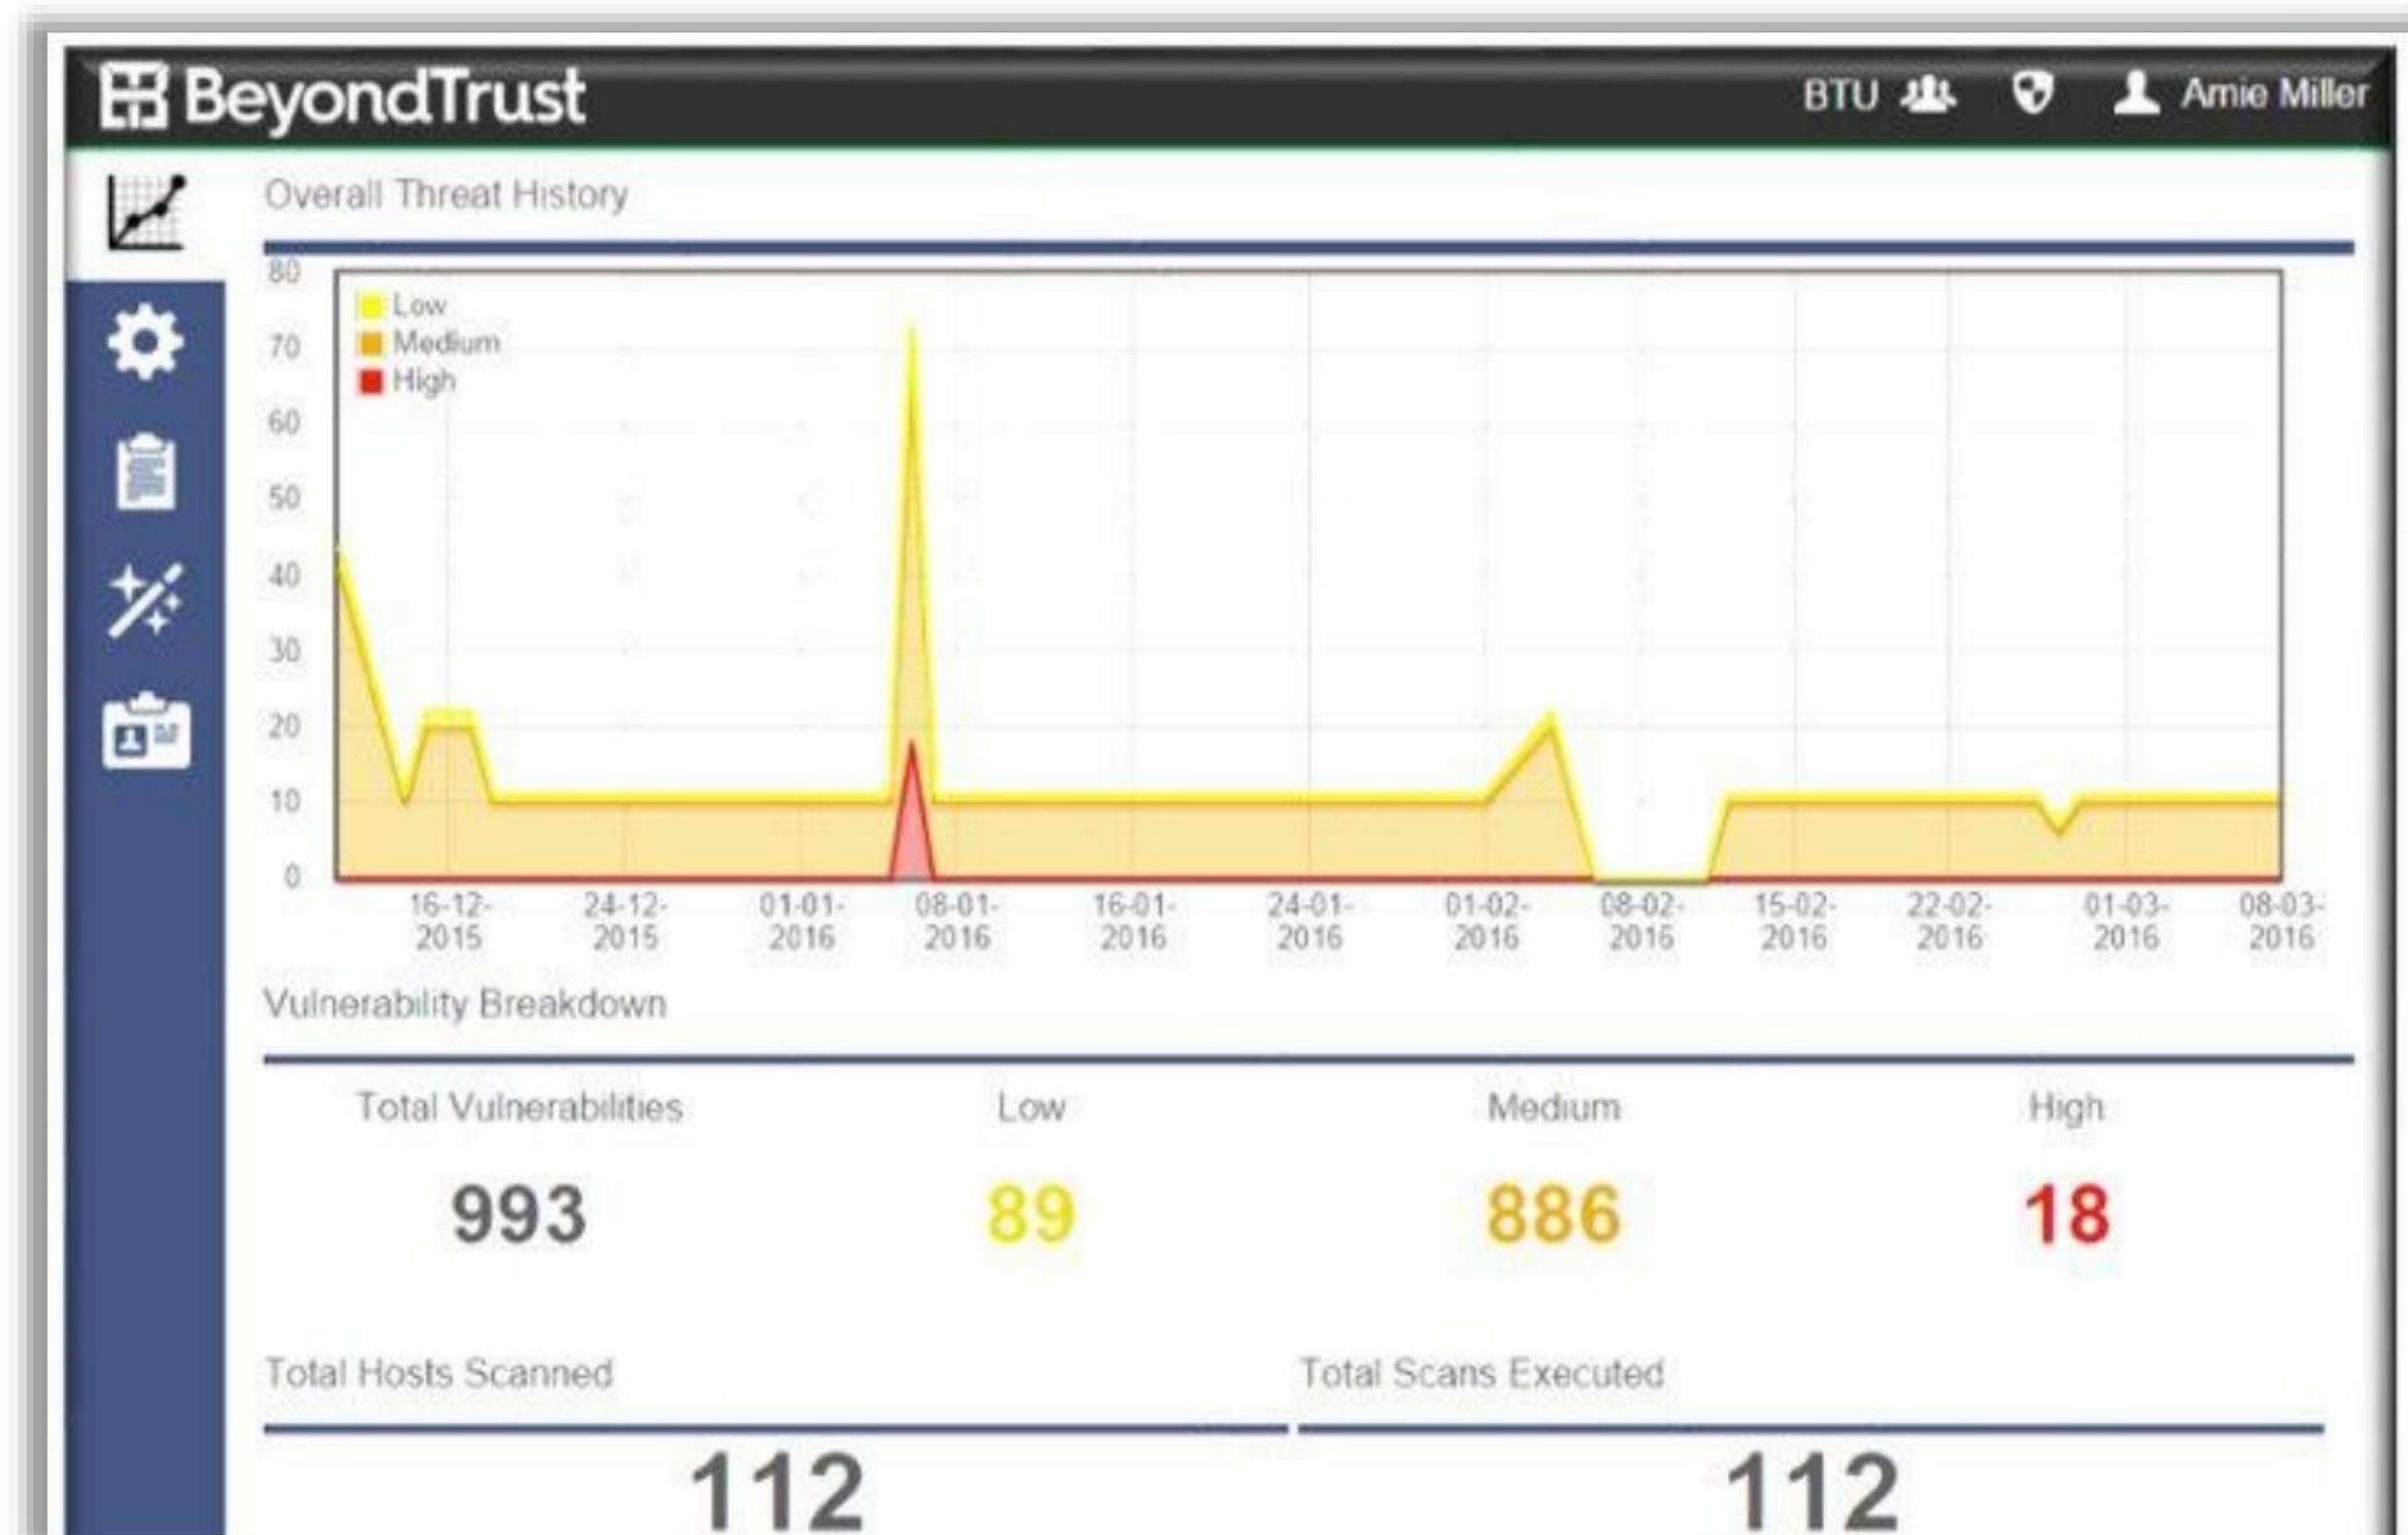 BeyondTrust
BTU Amie Miller
Overall Threat History
80
Low
Medium
High
70
60
50
40
30
20
10
0
16-12-2015 24-12-2015 01-01-2016 08-01-2016 16-01-2016 24-01-2016 01-02-2016 08-02-2016 15-02-2016 22-02-2016 01-03-2016 08-03-2016
Vulnerability Breakdown
Total Vulnerabilities Low Medium High
993 89 886 18
Total Hosts Scanned Total Scans Executed
112 112